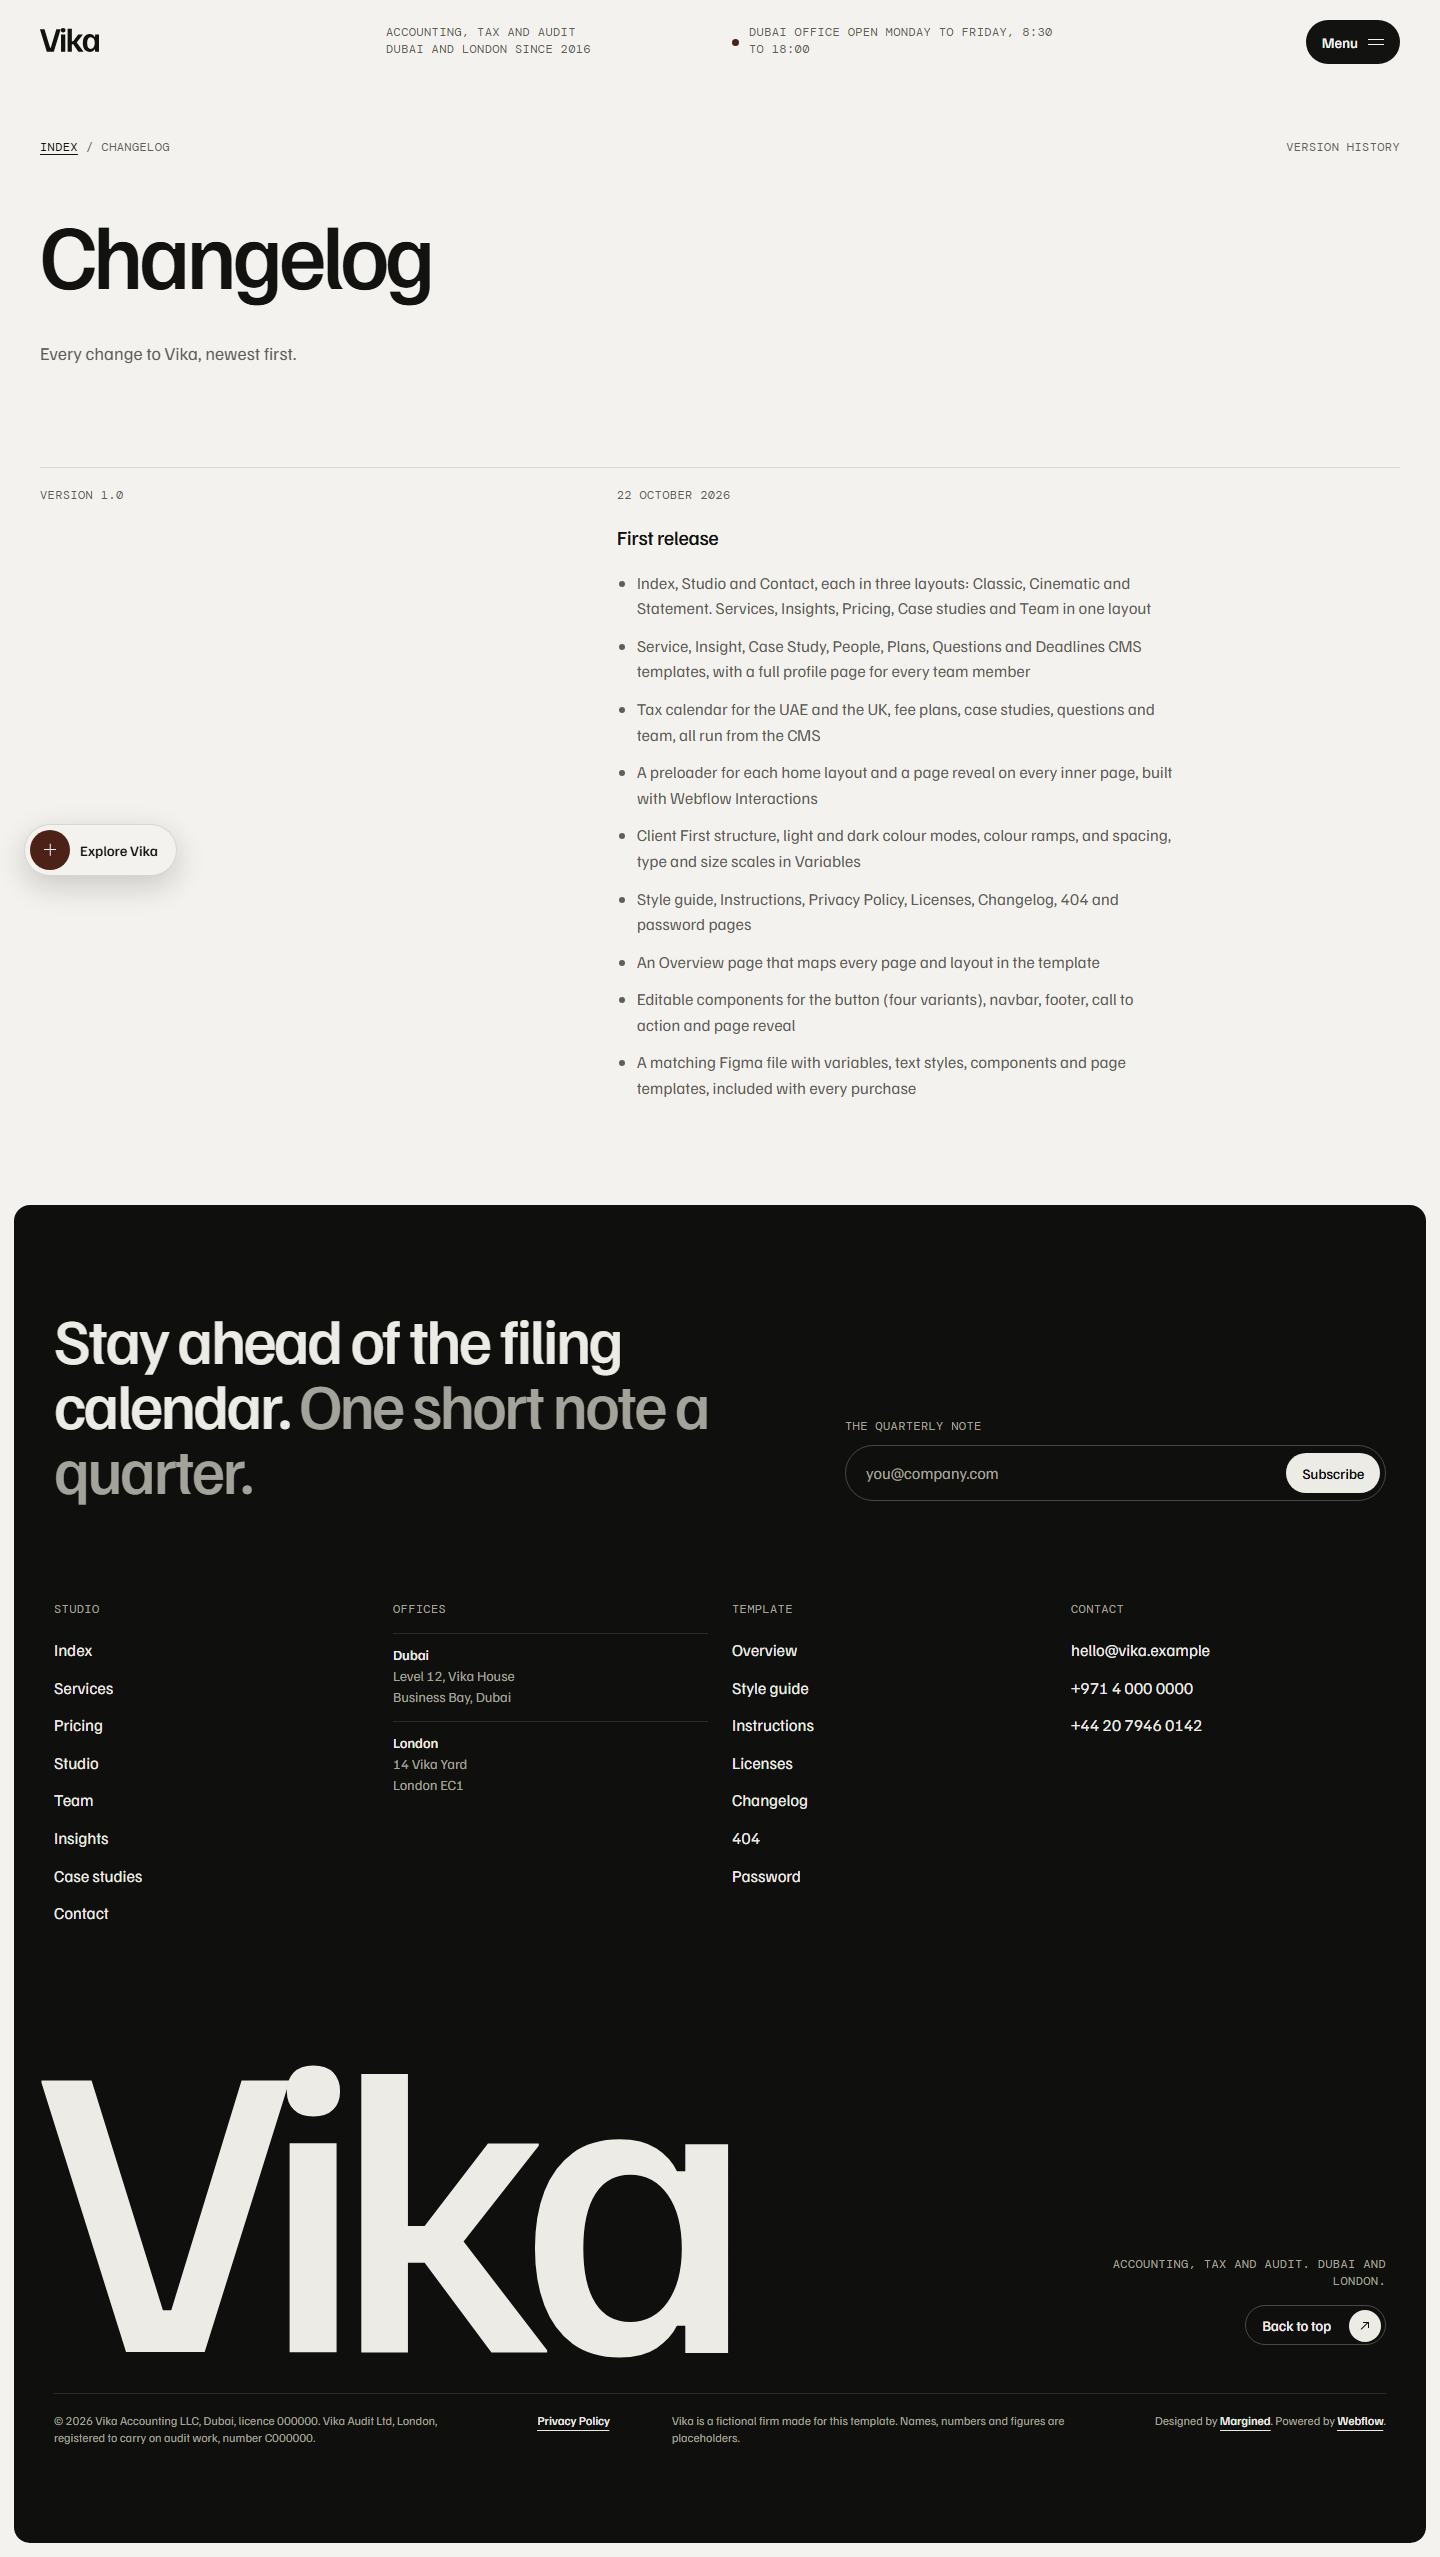 Vika
ACCOUNTING, TAX AND AUDIT
DUBAI AND LONDON SINCE 2016
DUBAI OFFICE OPEN MONDAY TO FRIDAY, 8:30
TO 18:00
Menu
INDEX / CHANGELOG
VERSION HISTORY
Changelog
Every change to Vika, newest first.
VERSION 1.0
22 OCTOBER 2026
First release
Index, Studio and Contact, each in three layouts: Classic, Cinematic and
Statement. Services, Insights, Pricing, Case studies and Team in one layout
Service, Insight, Case Study, People, Plans, Questions and Deadlines CMS
templates, with a full profile page for every team member
Tax calendar for the UAE and the UK, fee plans, case studies, questions and
team, all run from the CMS
A preloader for each home layout and a page reveal on every inner page, built
with Webflow Interactions
Client First structure, light and dark colour modes, colour ramps, and spacing,
type and size scales in Variables
Style guide, Instructions, Privacy Policy, Licenses, Changelog, 404 and
password pages
An Overview page that maps every page and layout in the template
Editable components for the button (four variants), navbar, footer, call to
action and page reveal
A matching Figma file with variables, text styles, components and page
templates, included with every purchase
Explore Vika
Stay ahead of the filing
calendar. One short note a
quarter.
THE QUARTERLY NOTE
you@company.com
Subscribe
STUDIO
Index
Services
Pricing
Studio
Team
Insights
Case studies
Contact
OFFICES
Dubai
Level 12, Vika House
Business Bay, Dubai
London
14 Vika Yard
London EC1
TEMPLATE
Overview
Style guide
Instructions
Licenses
Changelog
404
Password
CONTACT
hello@vika.example
+971 4 000 0000
+44 20 7946 0142
Vika
ACCOUNTING, TAX AND AUDIT. DUBAI AND
LONDON.
Back to top
© 2026 Vika Accounting LLC, Dubai, licence 000000. Vika Audit Ltd, London,
registered to carry on audit work, number C000000.
Privacy Policy
Vika is a fictional firm made for this template. Names, numbers and figures are
placeholders.
Designed by Margined. Powered by Webflow.